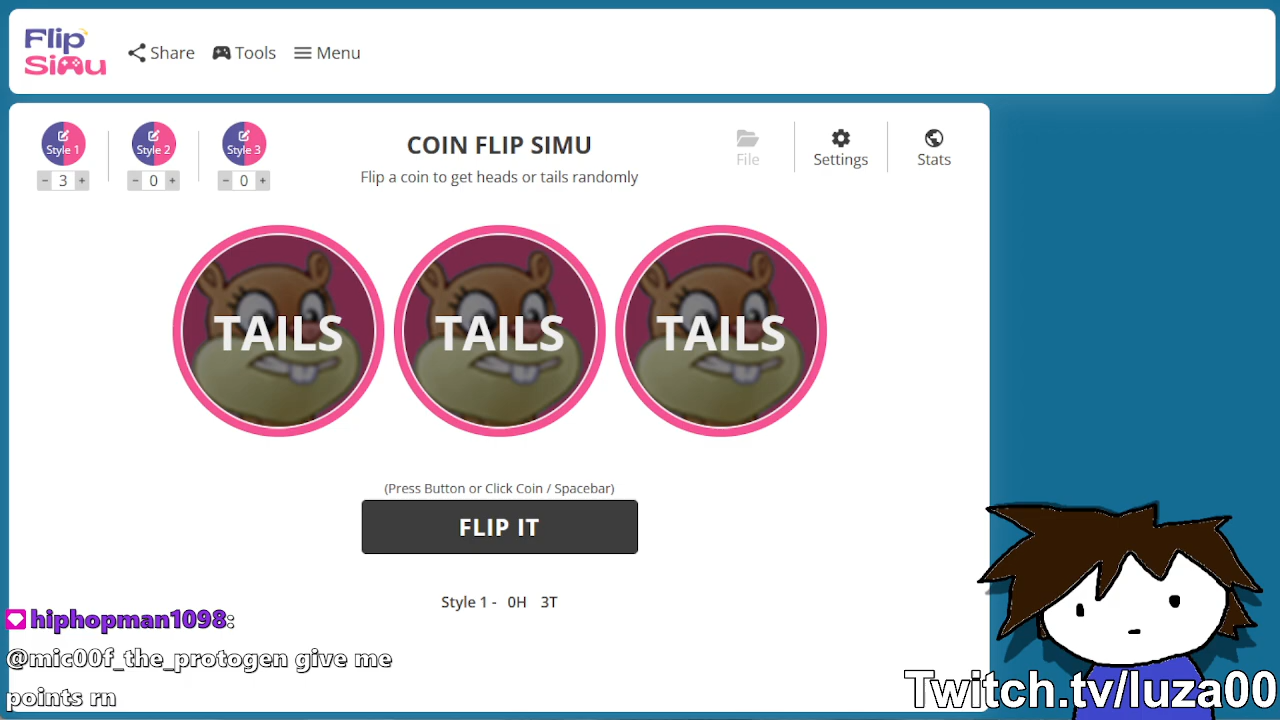 Flip
SiMu
Share
Tools
Menu
Style 1
Style 2
Style 3
- 3 +
- 0 +
- 0 +
COIN FLIP SIMU
Flip a coin to get heads or tails randomly
File
Settings
Stats
TAILS
TAILS
TAILS
(Press Button or Click Coin / Spacebar)
FLIP IT
Style 1 - 0H 3T
hiphopman1098:
@mic00f_the_protogen give me
points rn
Twitch.tv/luza00